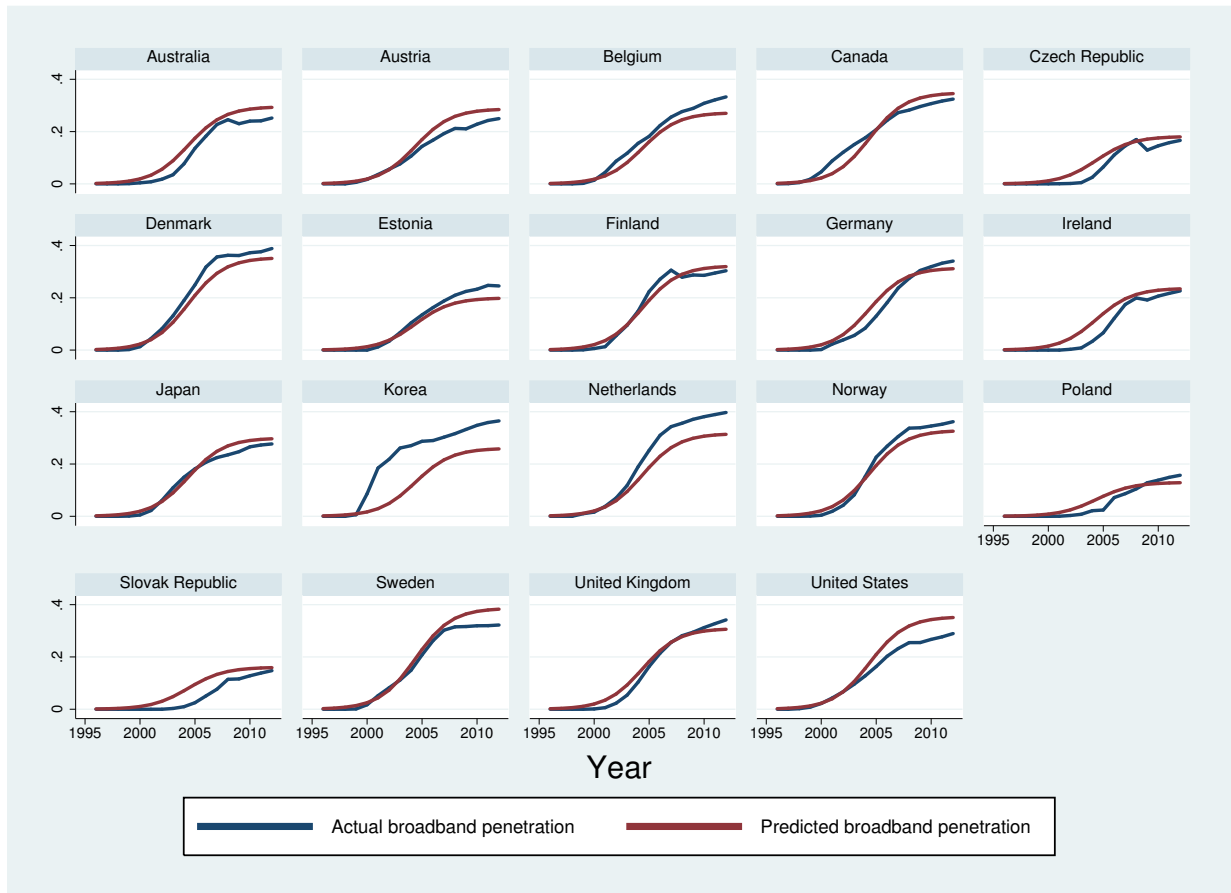 Australia Austria Belgium Canada Czech Republic
.4
.2
0
Denmark Estonia Finland Germany Ireland
.4
.2
0
Japan Korea Netherlands Norway Poland
.4
.2
0
1995 2000 2005 2010
Slovak Republic Sweden United Kingdom United States
.4
.2
0
1995 2000 2005 2010 1995 2000 2005 2010 1995 2000 2005 2010 1995 2000 2005 2010
Year
Actual broadband penetration Predicted broadband penetration